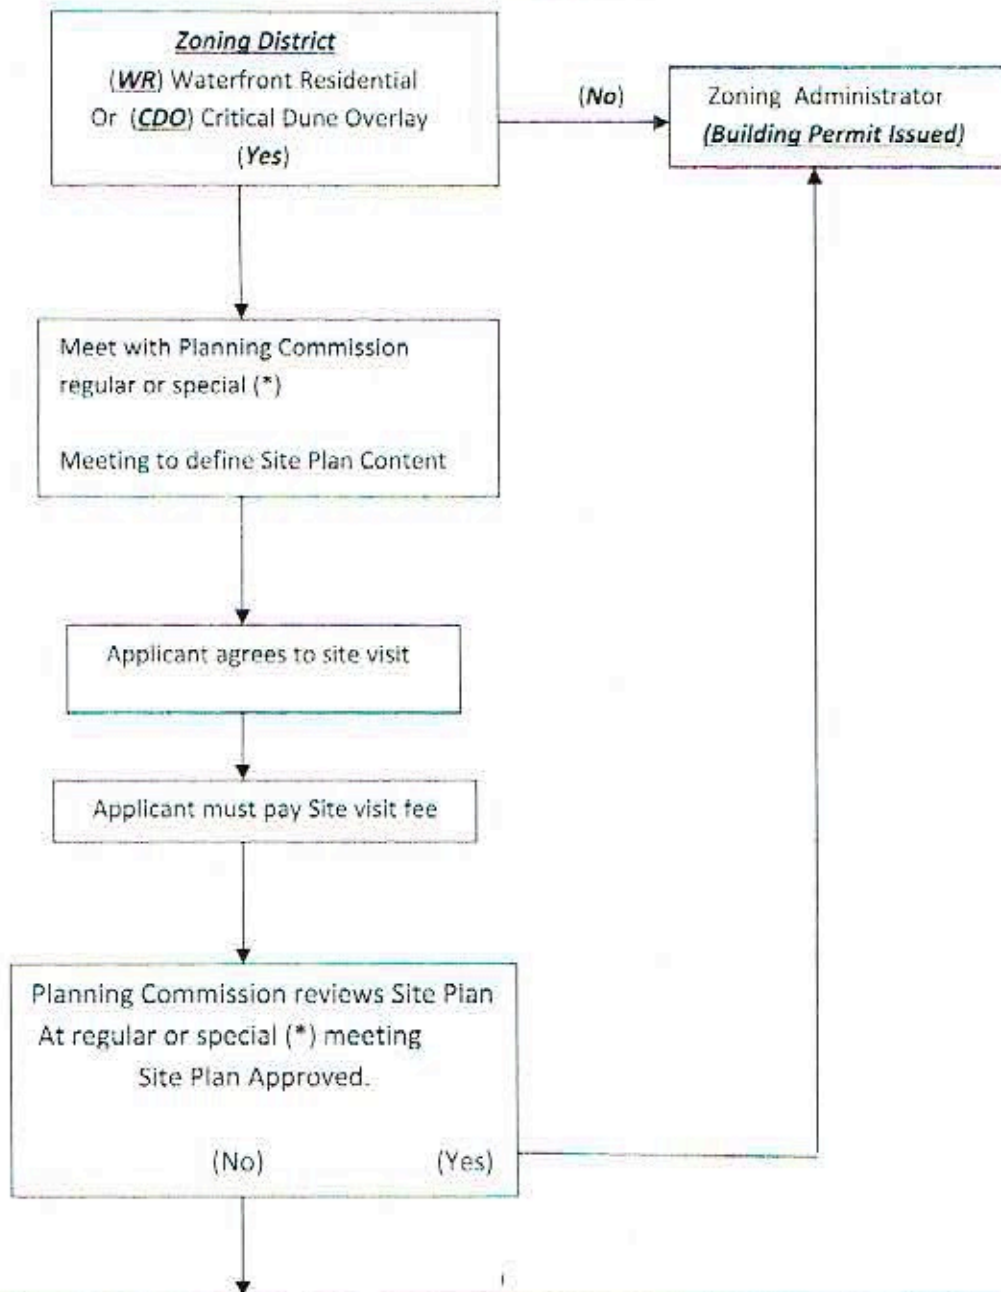 Zoning District
(WR) Waterfront Residential
Or (CDO) Critical Dune Overlay
(Yes)
(No)
Zoning Administrator
(Building Permit Issued)
Meet with Planning Commission
regular or special (*)
Meeting to define Site Plan Content
Applicant agrees to site visit
Applicant must pay Site visit fee
Planning Commission reviews Site Plan
At regular or special (*) meeting
Site Plan Approved.
(No) (Yes)